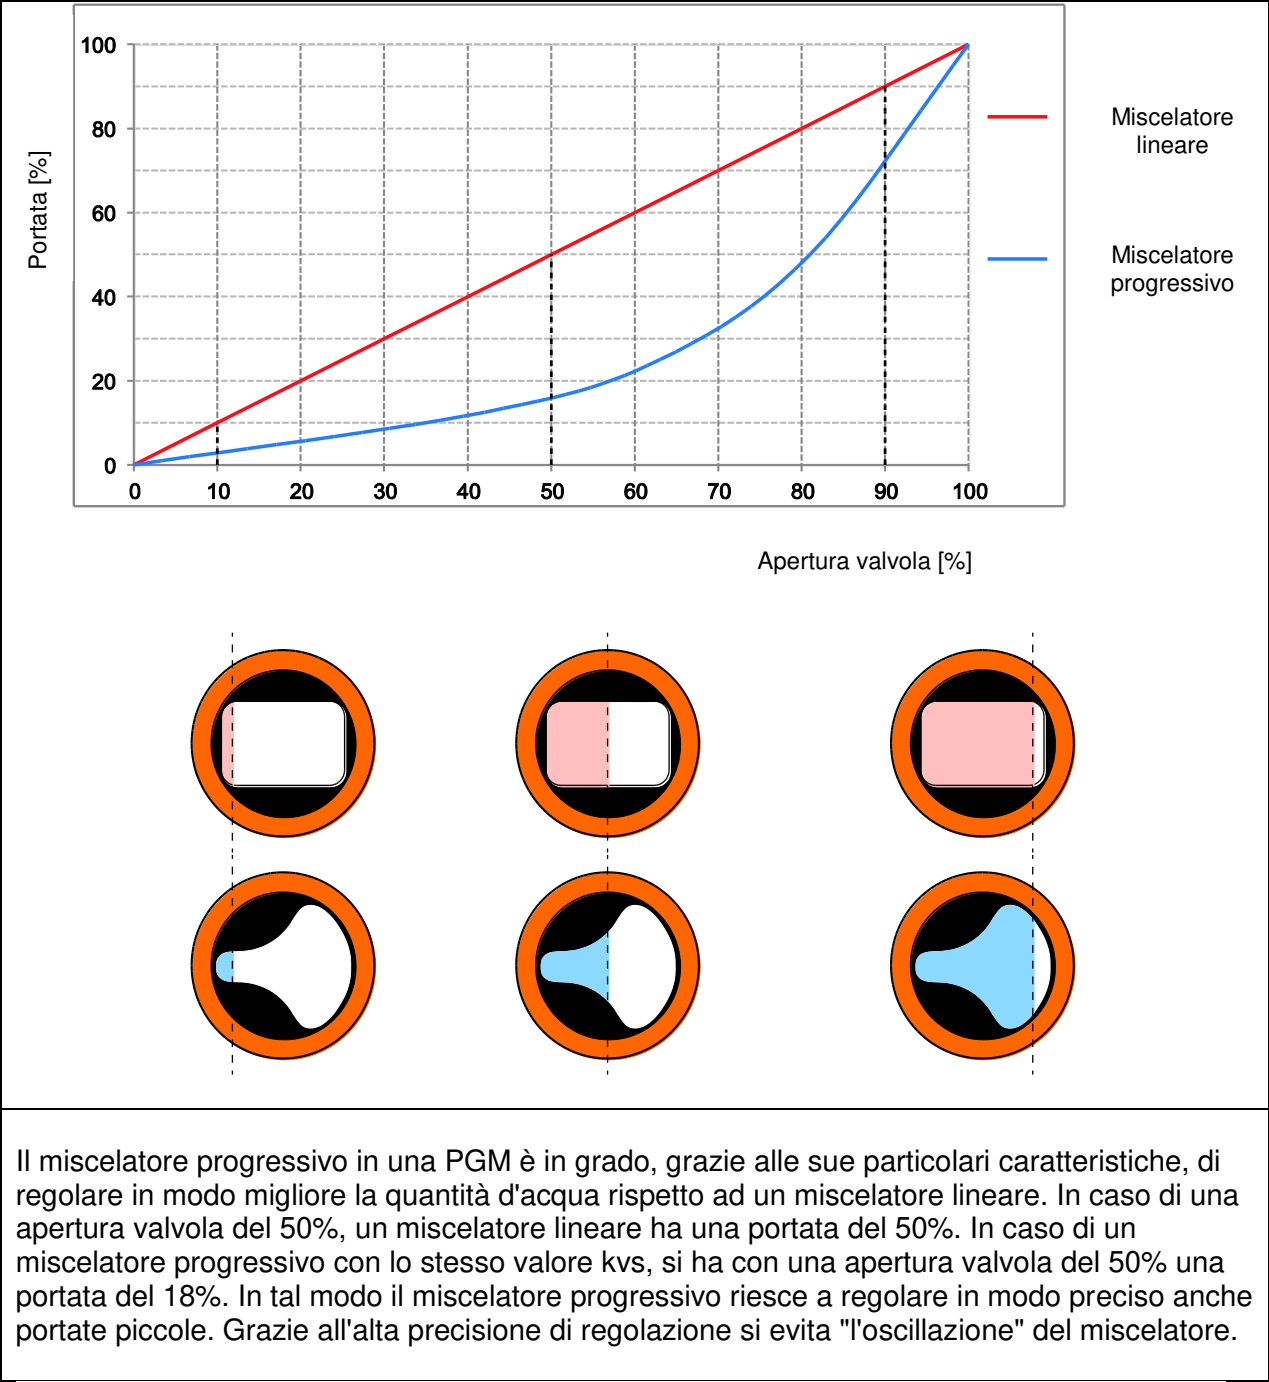 100
80
60
40
20
0
Portata [%]
0 10 20 30 40 50 60 70 80 90 100
Apertura valvola [%]
Miscelatore
lineare
Miscelatore
progressivo
Il miscelatore progressivo in una PGM è in grado, grazie alle sue particolari caratteristiche, di
regolare in modo migliore la quantità d'acqua rispetto ad un miscelatore lineare. In caso di una
apertura valvola del 50%, un miscelatore lineare ha una portata del 50%. In caso di un
miscelatore progressivo con lo stesso valore kvs, si ha con una apertura valvola del 50% una
portata del 18%. In tal modo il miscelatore progressivo riesce a regolare in modo preciso anche
portate piccole. Grazie all'alta precisione di regolazione si evita "l'oscillazione" del miscelatore.